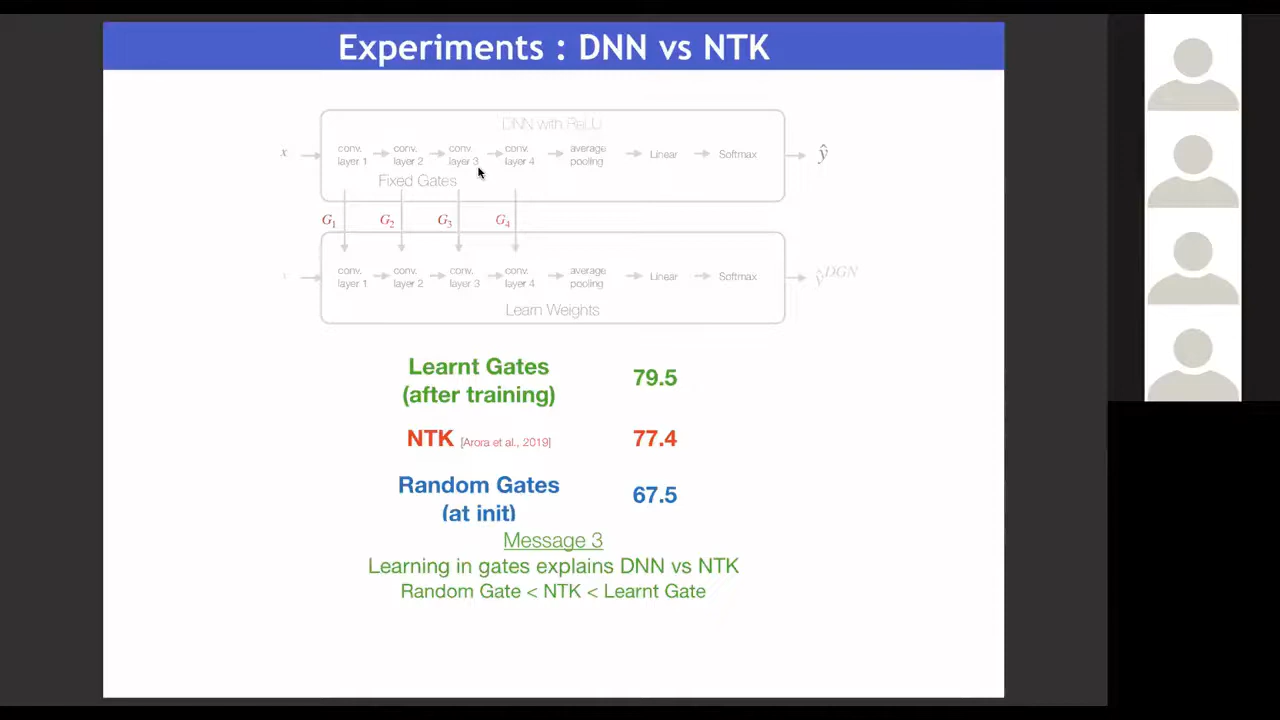 Experiments : DNN vs NTK
DNN with ReLU
x conv. layer 1 conv. layer 2 conv. layer 3 conv. layer 4 average pooling Linear Softmax ŷ
Fixed Gates
G1 G2 G3 G4
conv. layer 1 conv. layer 2 conv. layer 3 conv. layer 4 average pooling Linear Softmax ŷDGN
Learn Weights
Learnt Gates
(after training) 79.5
NTK [Arora et al., 2019] 77.4
Random Gates
(at init) 67.5
Message 3
Learning in gates explains DNN vs NTK
Random Gate < NTK < Learnt Gate